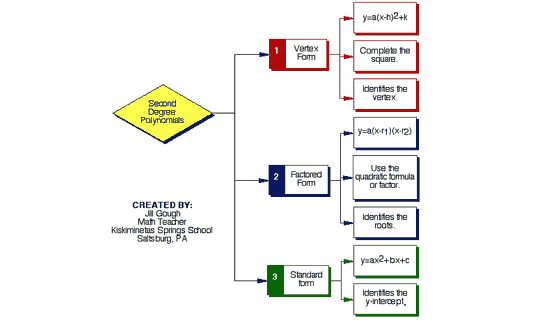 Second
Degree
Polynomials
1
Vertex
Form
y=a(x-h)²+k
Complete the
square.
Identifies the
vertex.
2
Factored
Form
y=a(x-r₁)(x-r₂)
Use the
quadratic formula
or factor.
Identifies the
roots.
3
Standard
form
y=ax²+bx+c
Identifies the
y-intercept.
CREATED BY:
Jill Gough
Math Teacher
Kiskiminetas Springs School
Saltsburg, PA